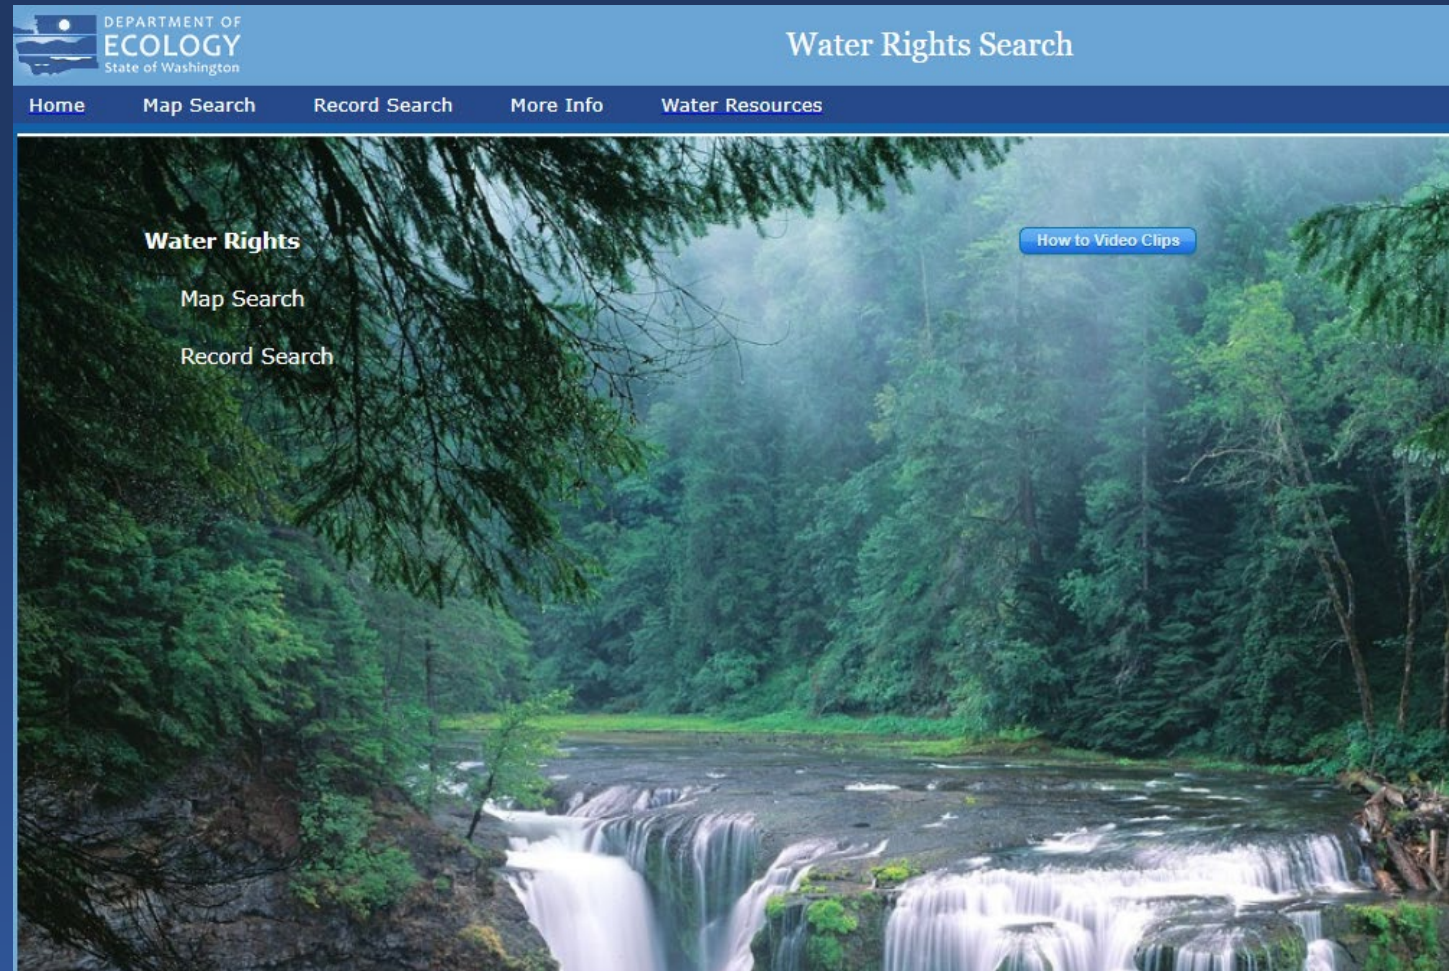 DEPARTMENT OF
ECOLOGY
State of Washington
Water Rights Search
Home Map Search Record Search More Info Water Resources
Water Rights
How to Video Clips
Map Search
Record Search